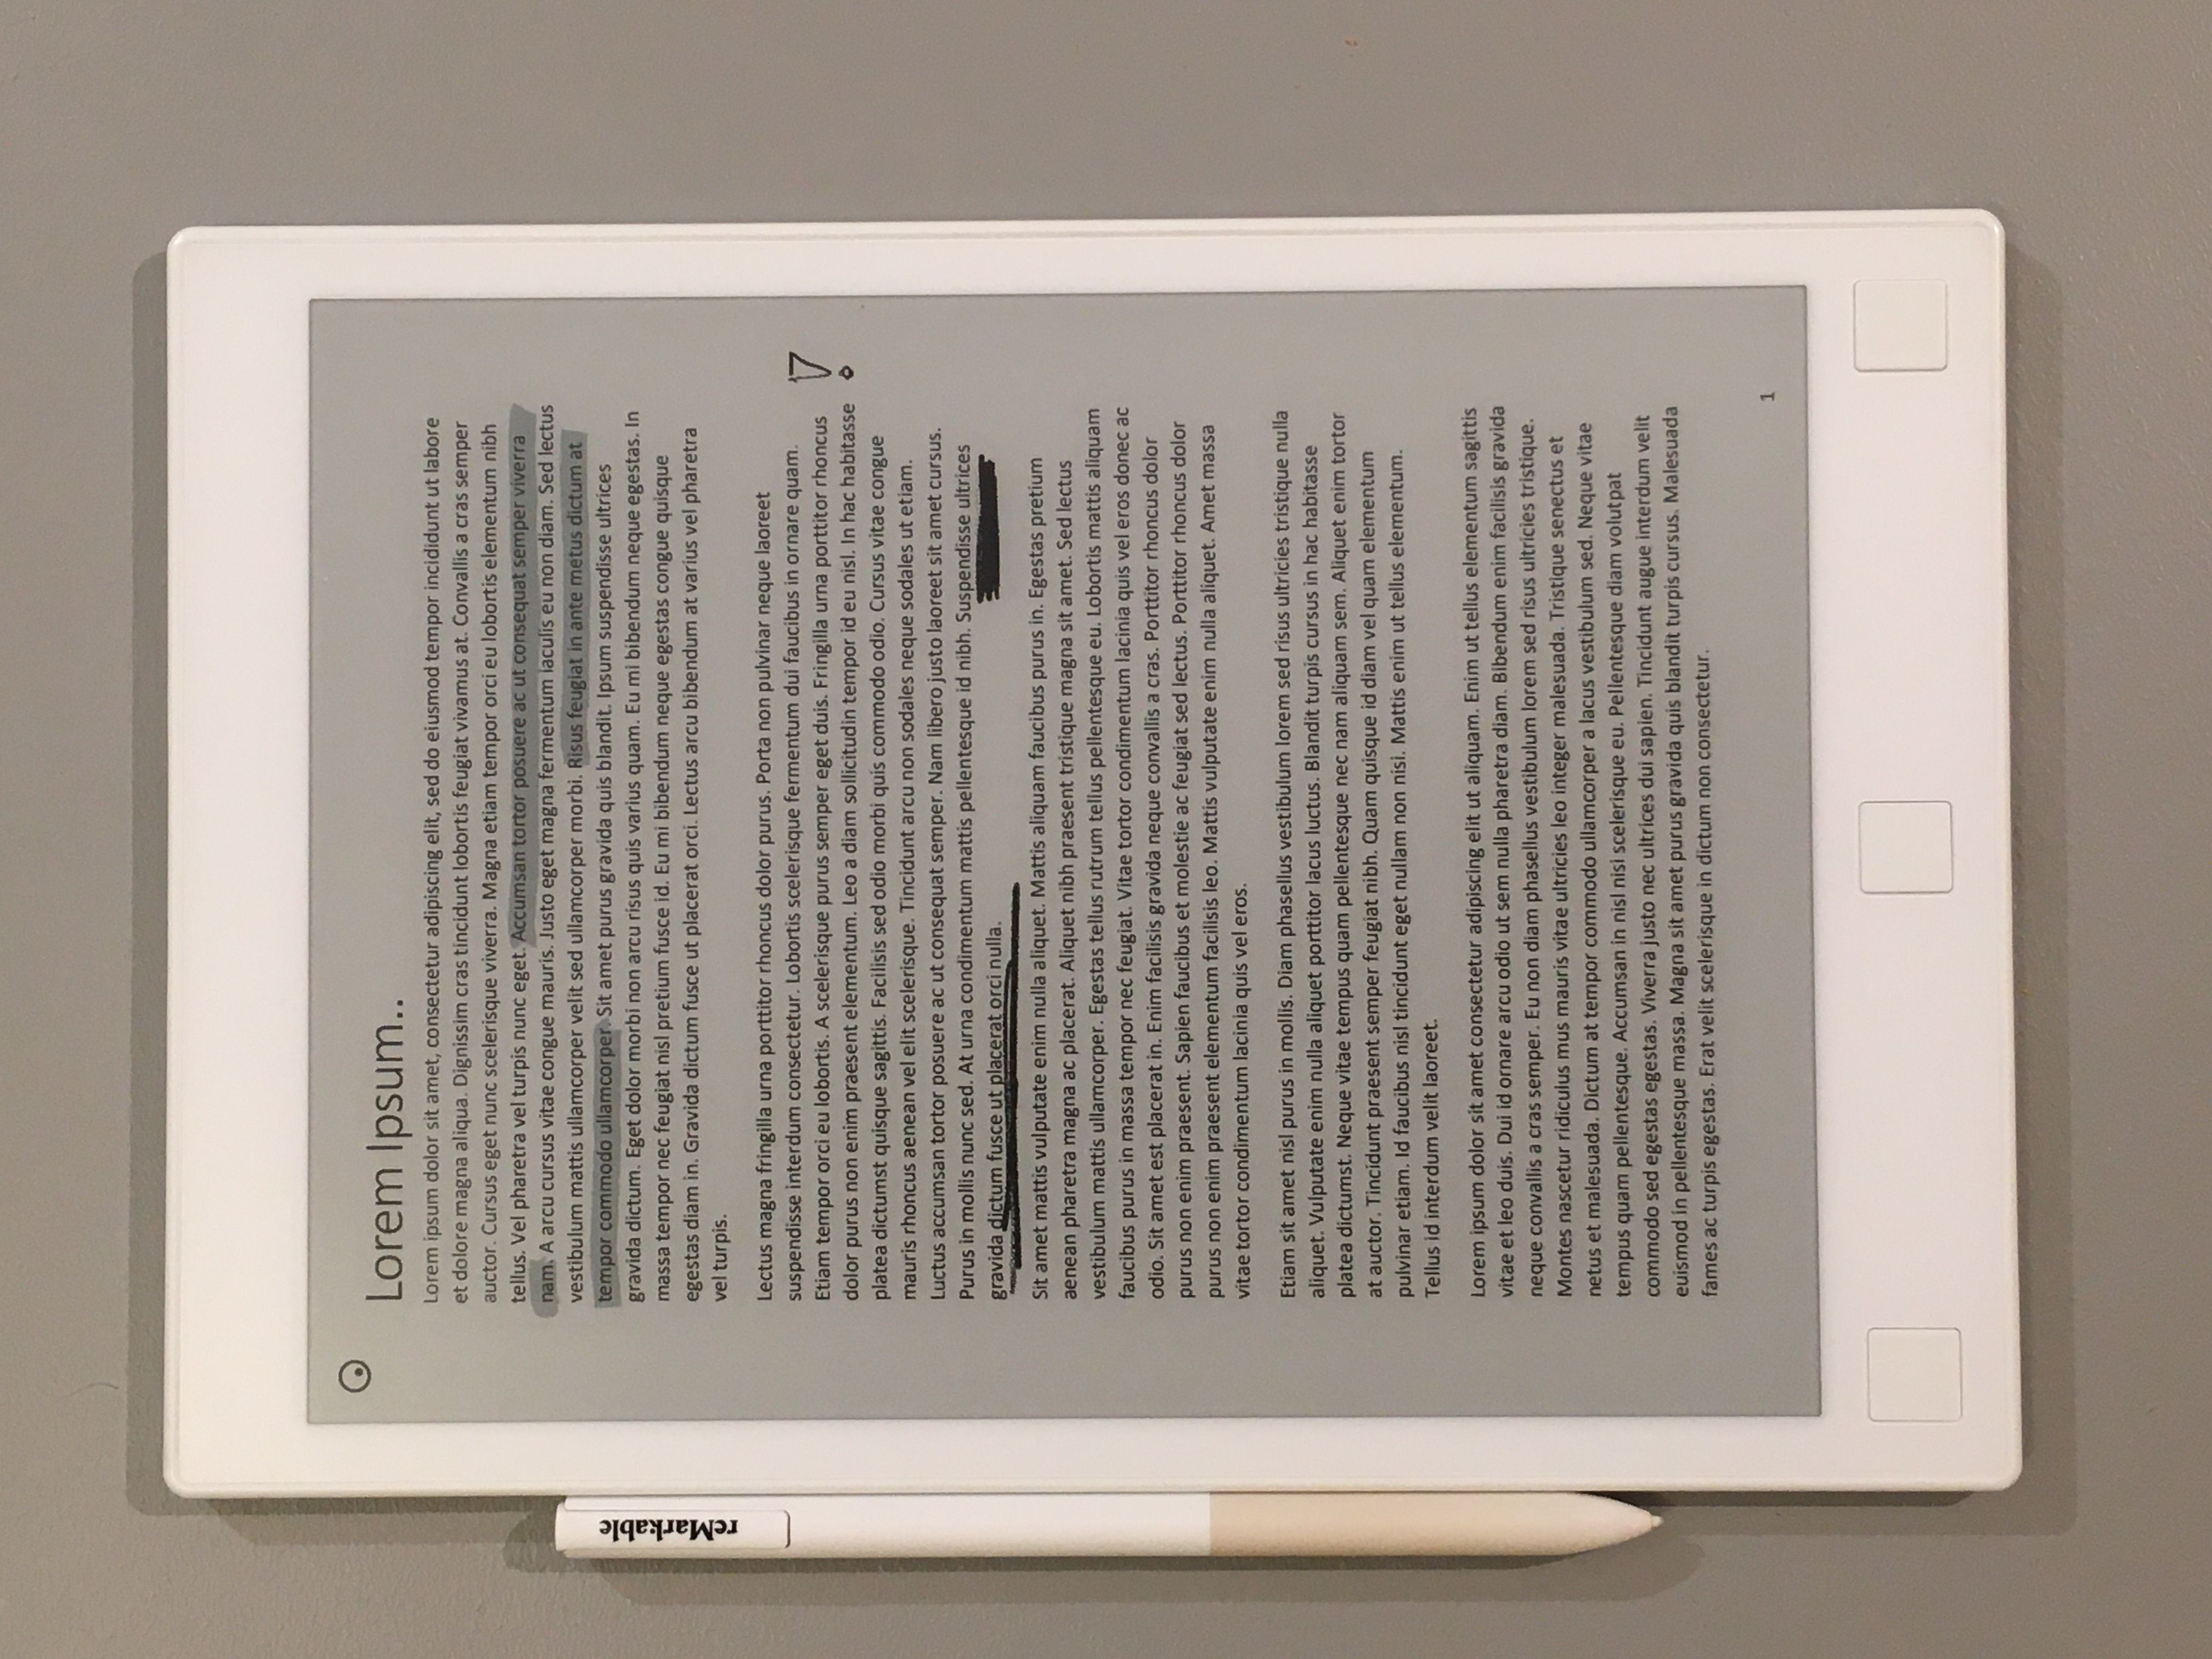 reMarkable
Lorem Ipsum..
Lorem ipsum dolor sit amet, consectetur adipiscing elit, sed do eiusmod tempor incididunt ut labore
et dolore magna aliqua. Dignissim cras tincidunt lobortis feugiat vivamus at. Convallis a cras semper
auctor. Cursus eget nunc scelerisque viverra. Magna etiam tempor orci eu lobortis elementum nibh
tellus. Vel pharetra vel turpis nunc eget. Accumsan tortor posuere ac ut consequat semper viverra
nam. A arcu cursus vitae congue mauris. Justo eget magna fermentum iaculis eu non diam. Sed lectus
vestibulum mattis ullamcorper velit sed ullamcorper morbi. Risus feugiat in ante metus dictum at
tempor commodo ullamcorper. Sit amet purus gravida quis blandit. Ipsum suspendisse ultrices
gravida dictum. Eget dolor morbi non arcu risus quis varius quam. Eu mi bibendum neque egestas. In
massa tempor nec feugiat nisl pretium fusce id. Eu mi bibendum neque egestas congue quisque
egestas diam in. Gravida dictum fusce ut placerat orci. Lectus arcu bibendum at varius vel pharetra
vel turpis.
Lectus magna fringilla urna porttitor rhoncus dolor purus. Porta non pulvinar neque laoreet
suspendisse interdum consectetur. Lobortis scelerisque fermentum dui faucibus in ornare quam.
Etiam tempor orci eu lobortis. A scelerisque purus semper eget duis. Fringilla urna porttitor rhoncus
dolor purus non enim praesent elementum. Leo a diam sollicitudin tempor id eu nisl. In hac habitasse !
platea dictumst quisque sagittis. Facilisis sed odio morbi quis commodo odio. Cursus vitae congue
mauris rhoncus aenean vel elit scelerisque. Tincidunt arcu non sodales neque sodales ut etiam.
Luctus accumsan tortor posuere ac ut consequat semper. Nam libero justo laoreet sit amet cursus.
Purus in mollis nunc sed. At urna condimentum mattis pellentesque id nibh. Suspendisse ultrices
gravida dictum fusce ut placerat orci nulla.
Sit amet mattis vulputate enim nulla aliquet. Mattis aliquam faucibus purus in. Egestas pretium
aenean pharetra magna ac placerat. Aliquet nibh praesent tristique magna sit amet. Sed lectus
vestibulum mattis ullamcorper. Egestas tellus rutrum tellus pellentesque eu. Lobortis mattis aliquam
faucibus purus in massa tempor nec feugiat. Vitae tortor condimentum lacinia quis vel eros donec ac
odio. Sit amet est placerat in. Enim facilisis gravida neque convallis a cras. Porttitor rhoncus dolor
purus non enim praesent. Sapien faucibus et molestie ac feugiat sed lectus. Porttitor rhoncus dolor
purus non enim praesent elementum facilisis leo. Mattis vulputate enim nulla aliquet. Amet massa
vitae tortor condimentum lacinia quis vel eros.
Etiam sit amet nisl purus in mollis. Diam phasellus vestibulum lorem sed risus ultricies tristique nulla
aliquet. Vulputate enim nulla aliquet porttitor lacus luctus. Blandit turpis cursus in hac habitasse
platea dictumst. Neque vitae tempus quam pellentesque nec nam aliquam sem. Aliquet enim tortor
at auctor. Tincidunt praesent semper feugiat nibh. Quam quisque id diam vel quam elementum
pulvinar etiam. Id faucibus nisl tincidunt eget nullam non nisi. Mattis enim ut tellus elementum.
Tellus id interdum velit laoreet.
Lorem ipsum dolor sit amet consectetur adipiscing elit ut aliquam. Enim ut tellus elementum sagittis
vitae et leo duis. Dui id ornare arcu odio ut sem nulla pharetra diam. Bibendum enim facilisis gravida
neque convallis a cras semper. Eu non diam phasellus vestibulum lorem sed risus ultricies tristique.
Montes nascetur ridiculus mus mauris vitae ultricies leo integer malesuada. Tristique senectus et
netus et malesuada. Dictum at tempor commodo ullamcorper a lacus vestibulum sed. Neque vitae
tempus quam pellentesque. Accumsan in nisl nisi scelerisque eu. Pellentesque diam volutpat
commodo sed egestas egestas. Viverra justo nec ultrices dui sapien. Tincidunt augue interdum velit
euismod in pellentesque massa. Magna sit amet purus gravida quis blandit turpis cursus. Malesuada
fames ac turpis egestas. Erat velit scelerisque in dictum non consectetur.
1